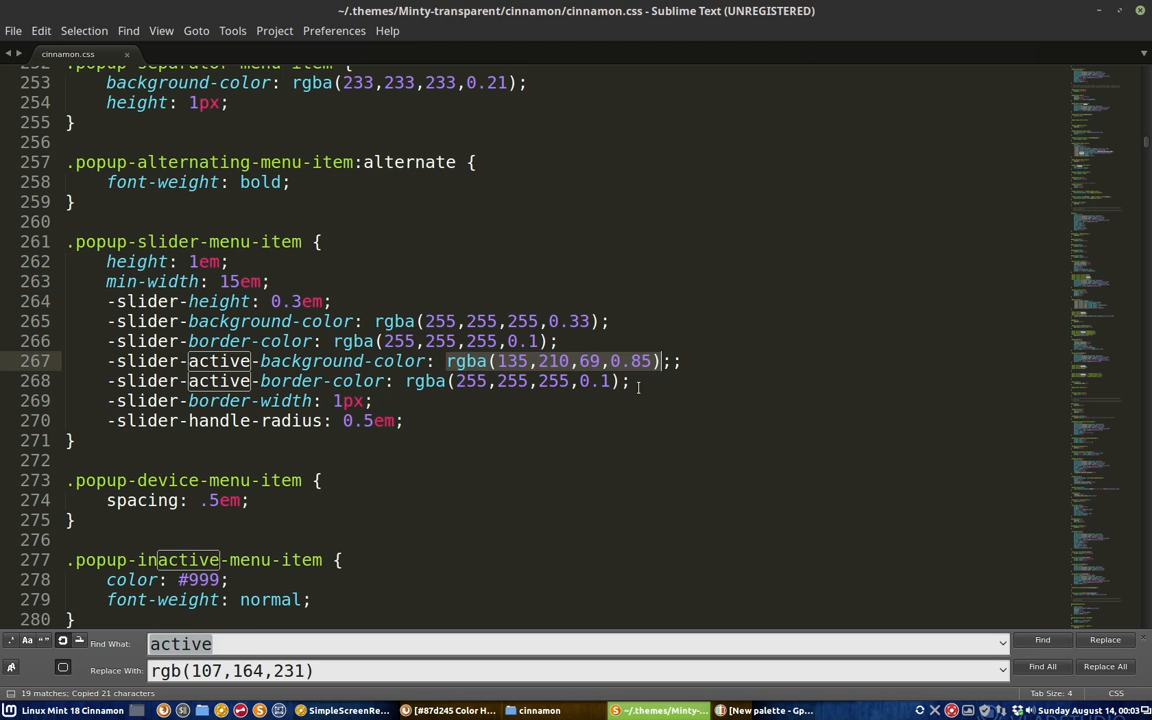 ~/.themes/Minty-transparent/cinnamon/cinnamon.css - Sublime Text (UNREGISTERED)
File Edit Selection Find View Goto Tools Project Preferences Help
cinnamon.css
252 .popup-separator-menu-item {
253 background-color: rgba(233,233,233,0.21);
254 height: 1px;
255 }
256
257 .popup-alternating-menu-item:alternate {
258 font-weight: bold;
259 }
260
261 .popup-slider-menu-item {
262 height: 1em;
263 min-width: 15em;
264 -slider-height: 0.3em;
265 -slider-background-color: rgba(255,255,255,0.33);
266 -slider-border-color: rgba(255,255,255,0.1);
267 -slider-active-background-color: rgba(135,210,69,0.85);;
268 -slider-active-border-color: rgba(255,255,255,0.1);
269 -slider-border-width: 1px;
270 -slider-handle-radius: 0.5em;
271 }
272
273 .popup-device-menu-item {
274 spacing: .5em;
275 }
276
277 .popup-inactive-menu-item {
278 color: #999;
279 font-weight: normal;
280 }
.* Aa “” Find What: active Find Replace
Replace With: rgb(107,164,231) Find All Replace All
19 matches; Copied 21 characters Tab Size: 4 CSS
Linux Mint 18 Cinnamon SimpleScreenRe... [#87d245 Color H... cinnamon ~/.themes/Minty-... [New palette - Gp... Sunday August 14, 00:03